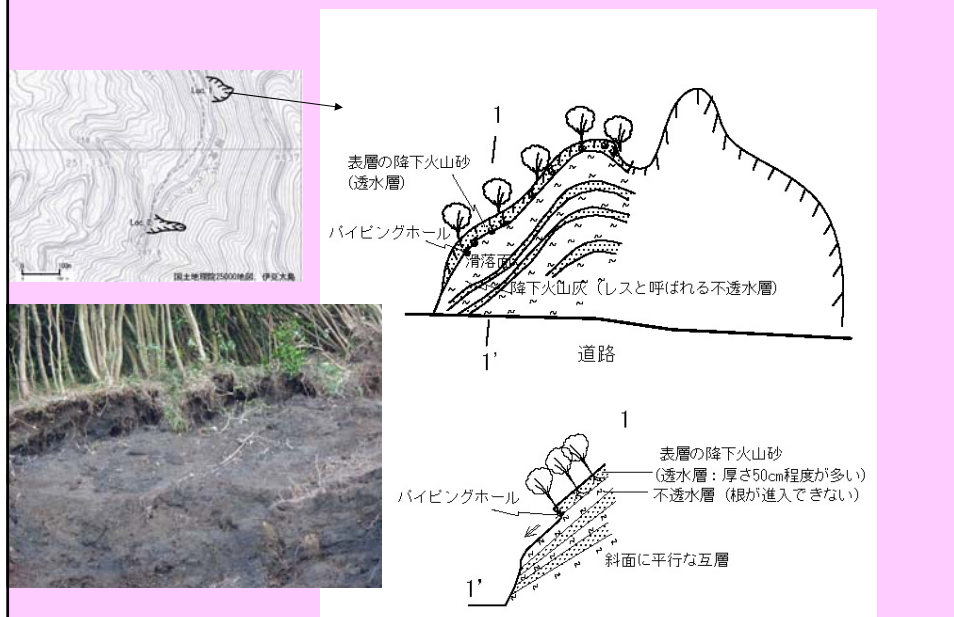 Loc. 1
Loc. 2
0 100m
国土地理院25000地図、伊豆大島
1
表層の降下火山砂
(透水層)
パイピングホール
滑落面
降下火山灰(レスと呼ばれる不透水層)
1'
道路
1
表層の降下火山砂
(透水層:厚さ50cm程度が多い)
不透水層(根が進入できない)
パイピングホール
斜面に平行な互層
1'